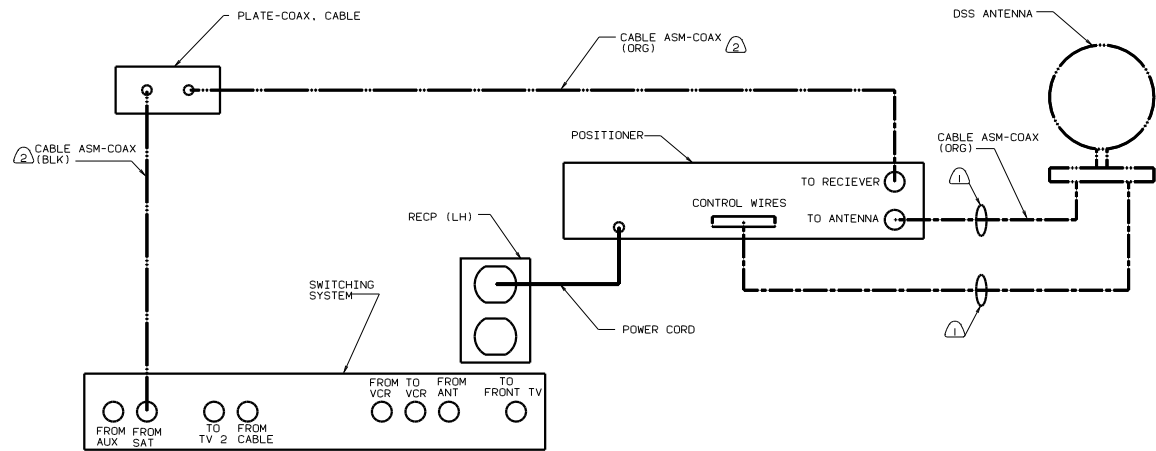 PLATE-COAX, CABLE
DSS ANTENNA
CABLE ASM-COAX
(ORG)
2
POSITIONER
CABLE ASM-COAX
(ORG)
2
CABLE ASM-COAX
(BLK)
TO RECIEVER
1
CONTROL WIRES
TO ANTENNA
RECP (LH)
SWITCHING
SYSTEM
POWER CORD
1
FROM
VCR
TO
VCR
FROM
ANT
TO
FRONT TV
FROM
AUX
FROM
SAT
TO
TV 2
FROM
CABLE